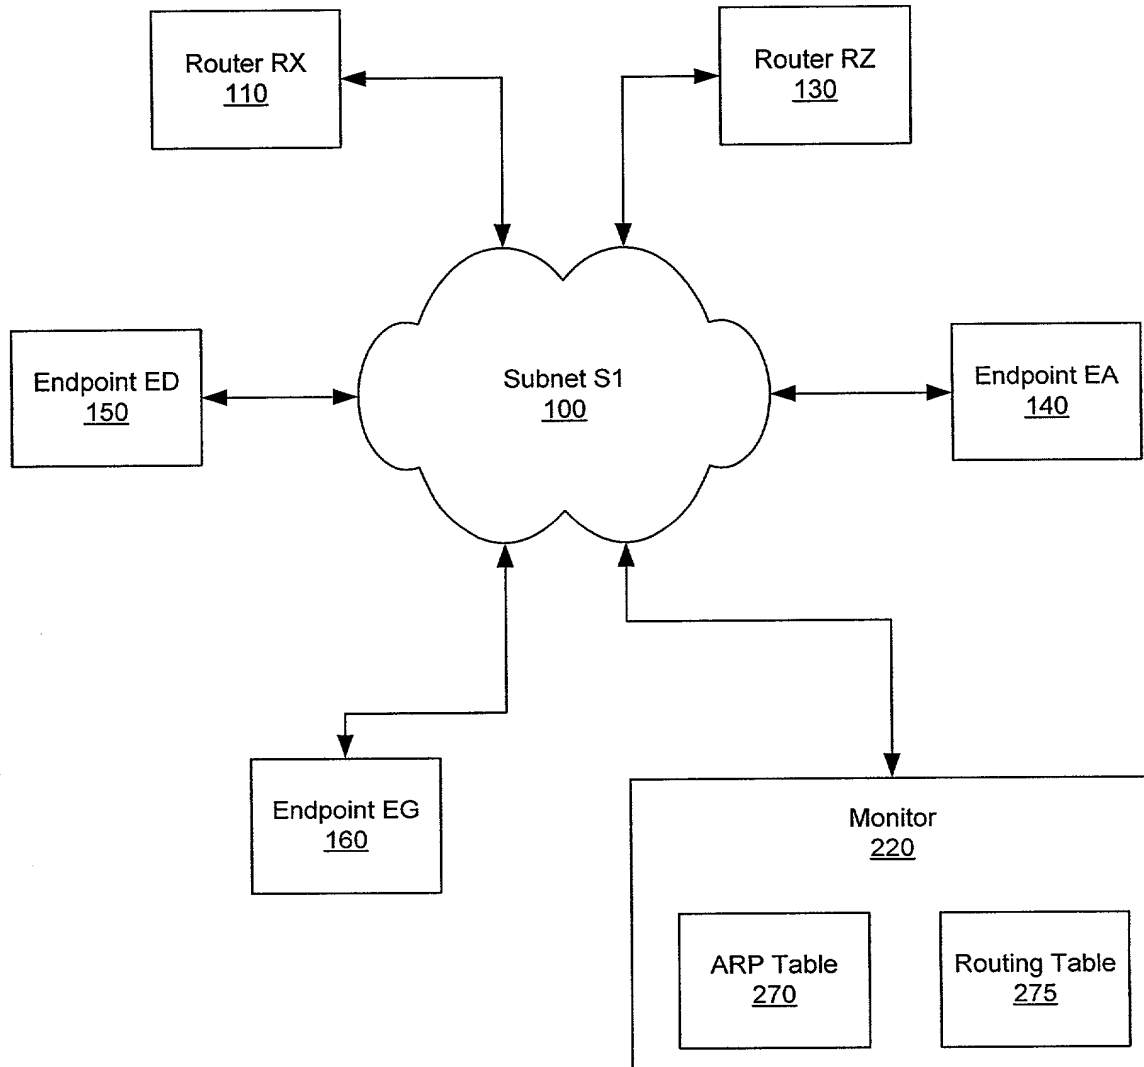 Router RX
110
Router RZ
130
Endpoint ED
150
Subnet S1
100
Endpoint EA
140
Endpoint EG
160
Monitor
220
ARP Table
270
Routing Table
275